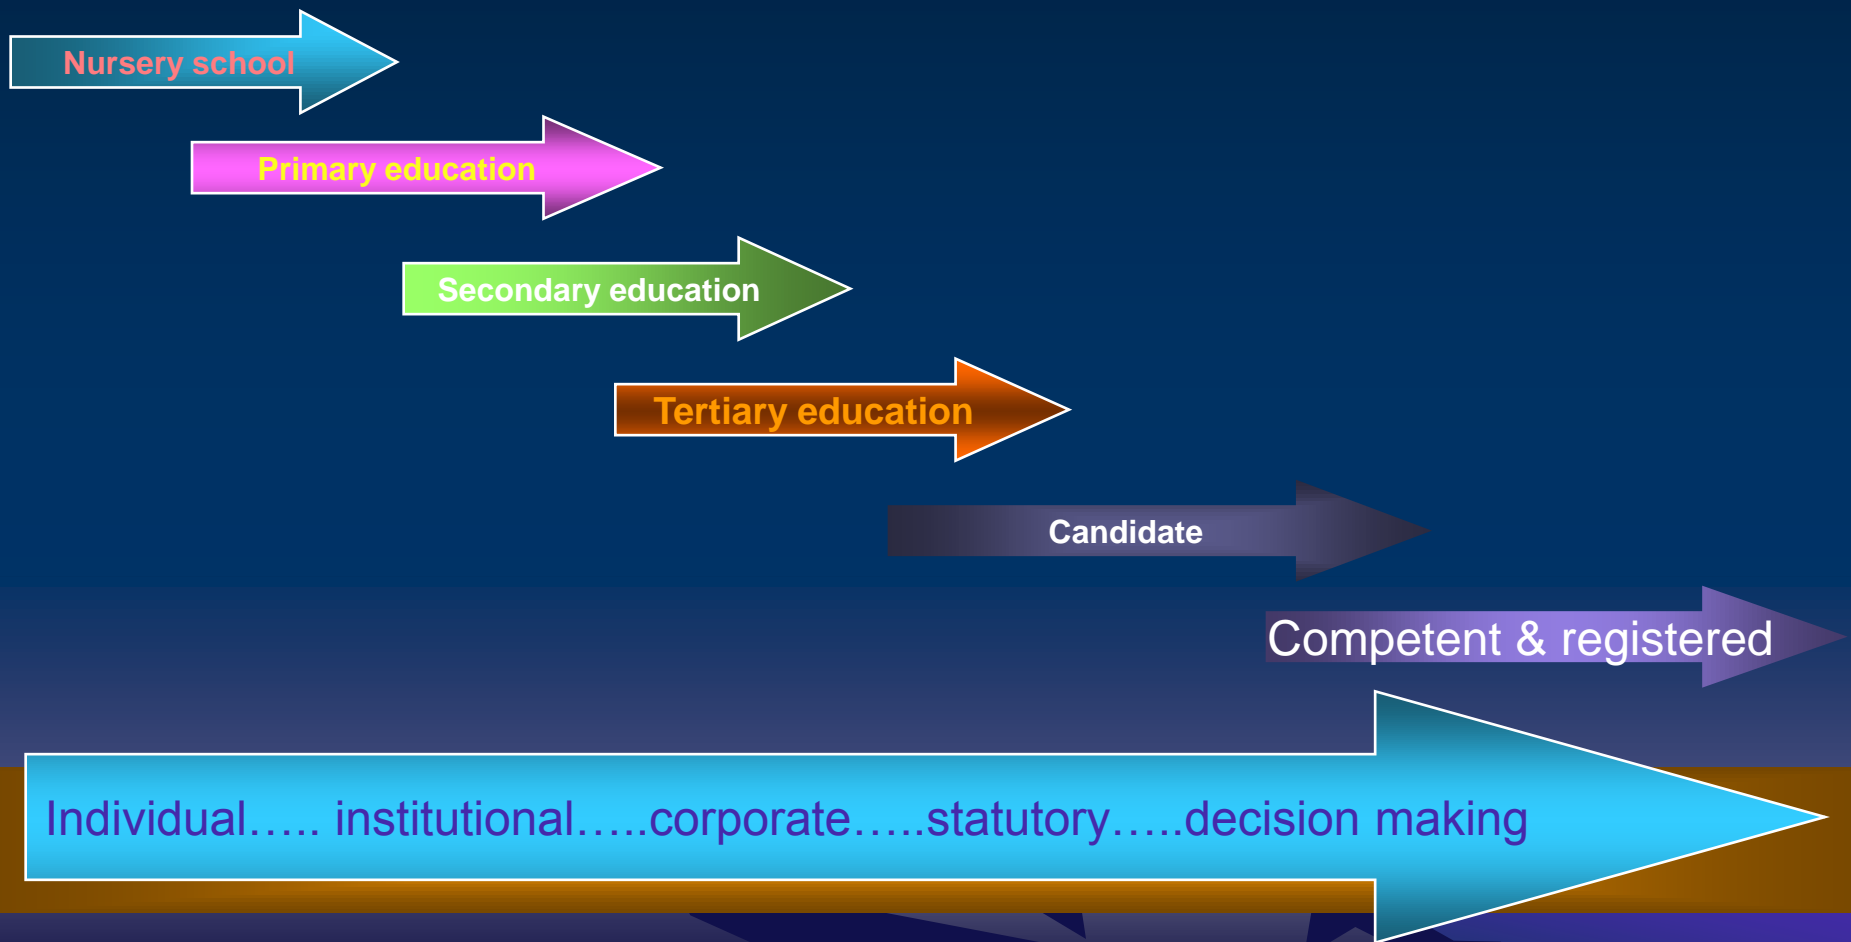 Nursery school
Primary education
Secondary education
Tertiary education
Candidate
Competent & registered
Individual….. institutional…..corporate…..statutory…..decision making